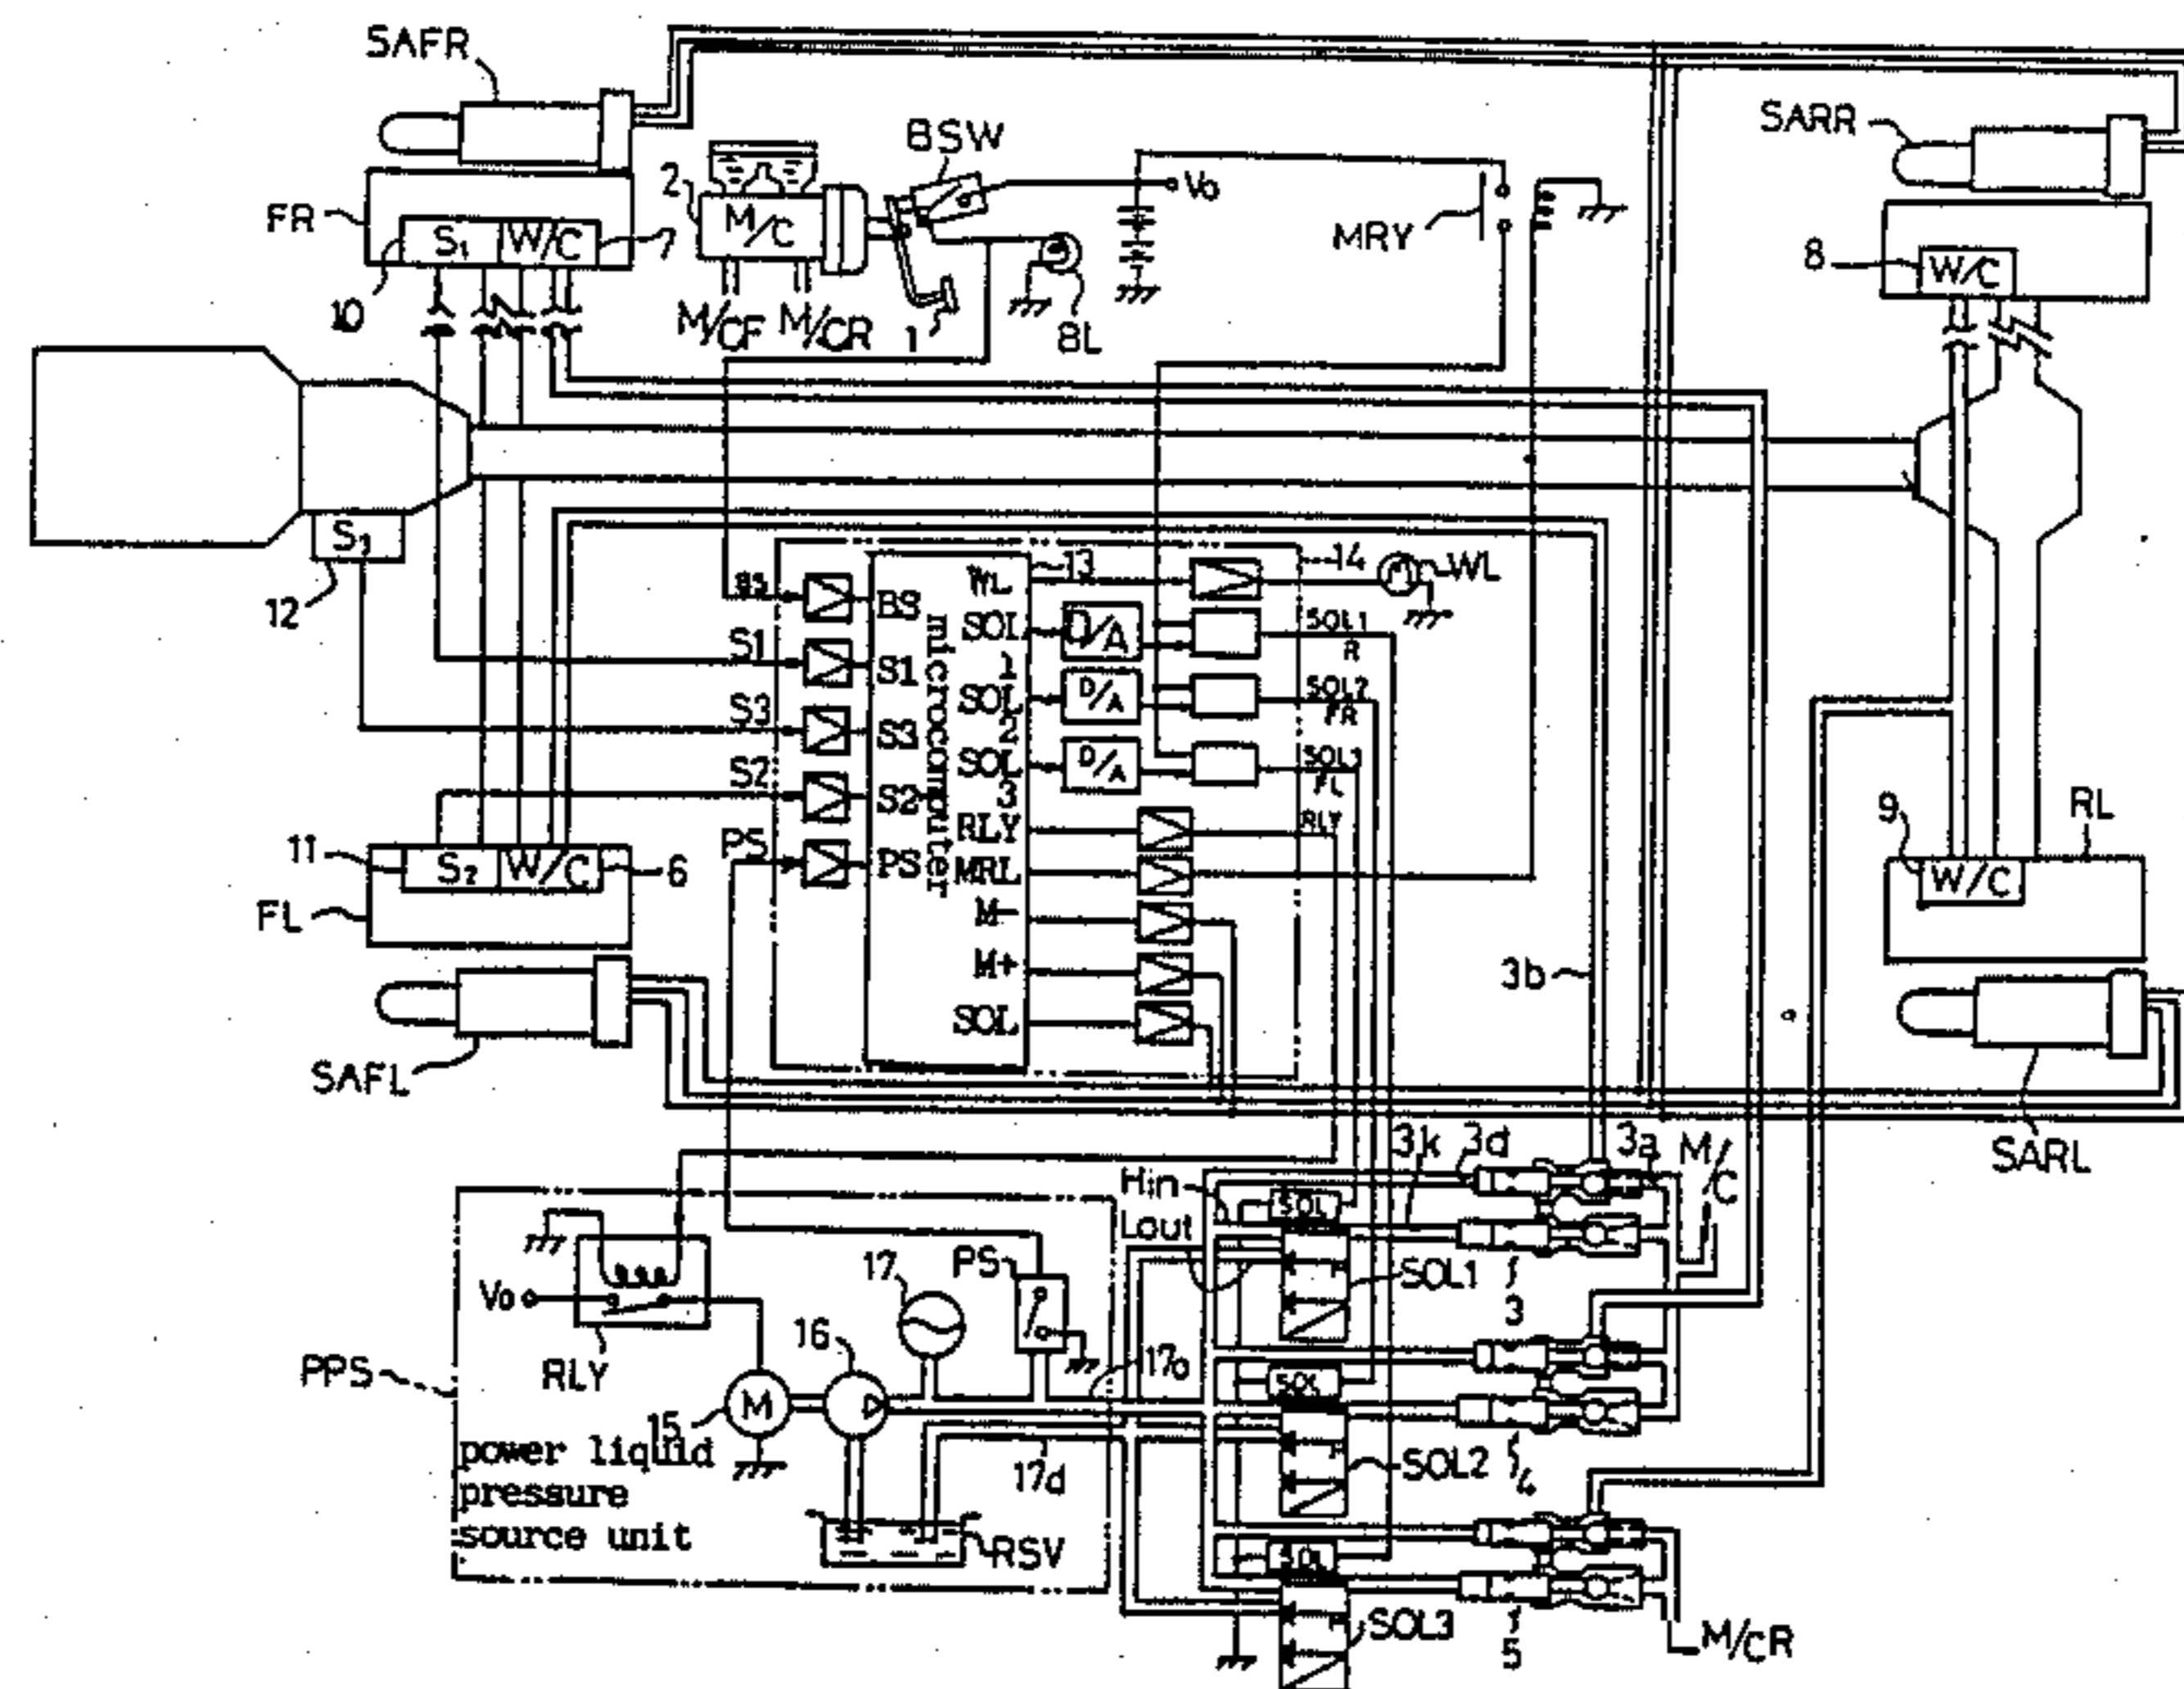 SAFR
BSW
SARR
2
Vo
FR
M/C
MRY
S1
W/C
7
8
W/C
10
M/CF
M/CR
1
BL
S3
13
14
WL
12
BS
BS
WL
S1
S1
SOL
1
D/A
SOL1
R
S3
S3
SOL
2
D/A
SOL2
FR
S2
S2
SOL
3
D/A
SOL3
FL
microcomputer
PS
PS
RLY
RLY
MRL
M-
M+
SOL
11
S2
W/C
6
FL
9
W/C
RL
3b
SAFL
SARL
3k
3d
3a
M/C
Hin
Lout
SOL
SOL1
3
Vo
17
PS
RLY
PPS
16
17a
15
M
SOL
SOL2
4
17d
power liquid
pressure
source unit
RSV
SOL
SOL3
5
M/CR